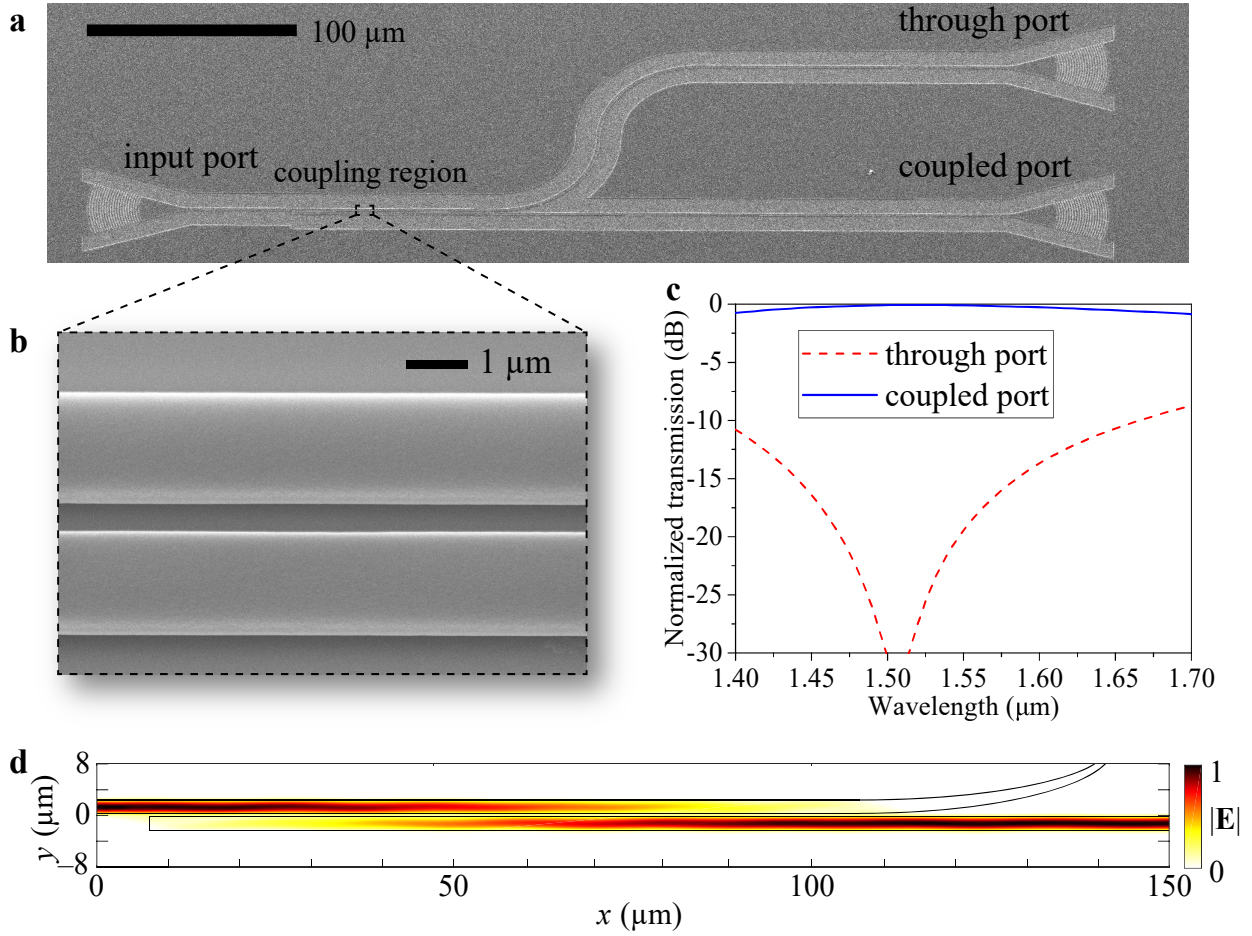 a
100 µm
through port
input port
coupling region
coupled port
b
1 µm
c
0
-5
-10
-15
-20
-25
-30
Normalized transmission (dB)
through port
coupled port
1.40 1.45 1.50 1.55 1.60 1.65 1.70
Wavelength (µm)
d
8
0
–8
y (µm)
0 50 100 150
x (µm)
1
|E|
0